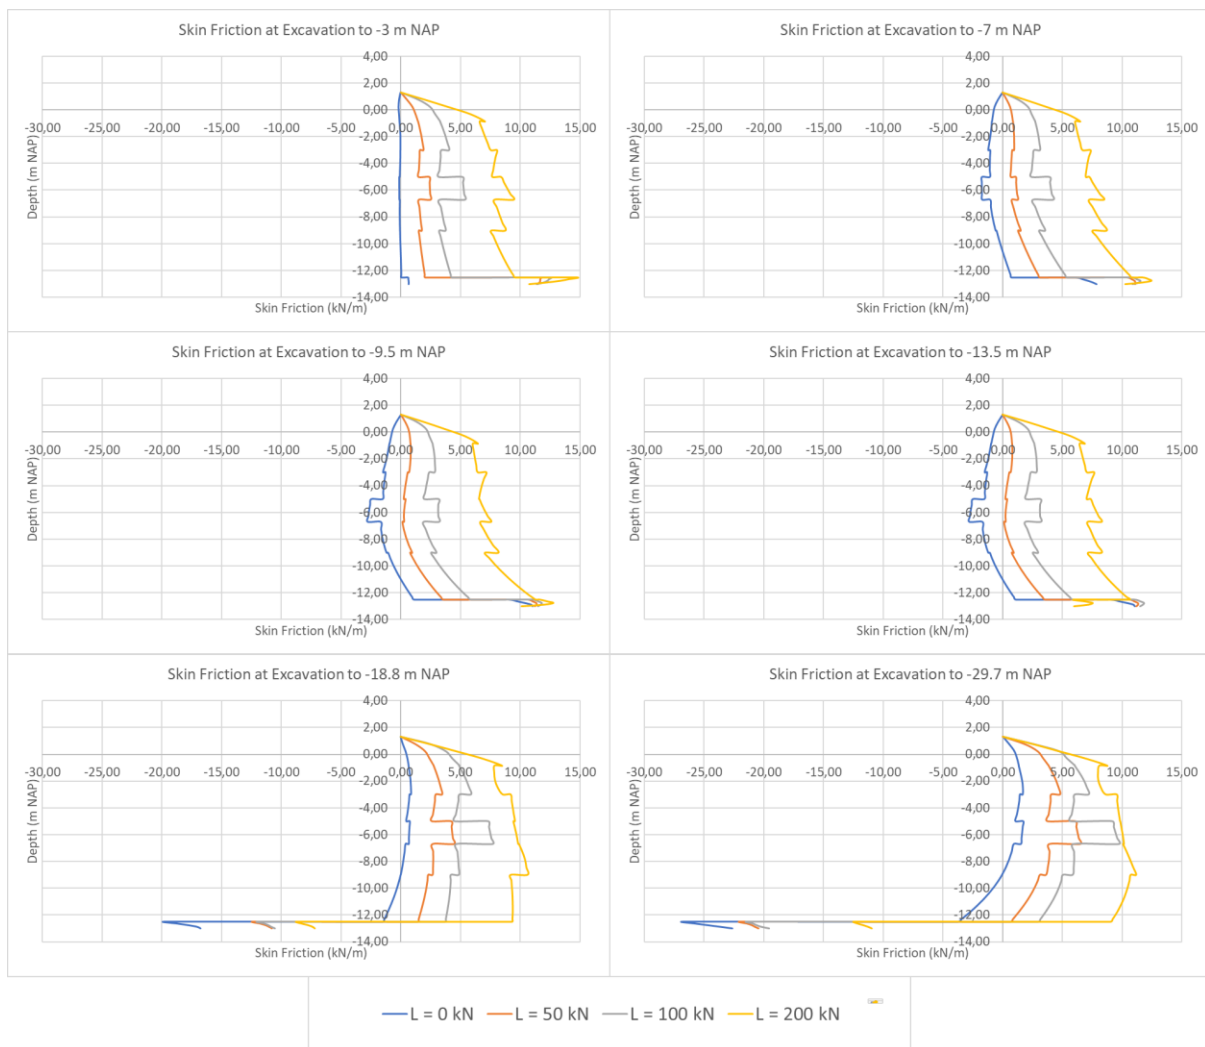 Skin Friction at Excavation to -3 m NAP
4,00
2,00
0,00
-30,00 -25,00 -20,00 -15,00 -10,00 -5,00 0,00 5,00 10,00 15,00
-2,00
-4,00
-6,00
-8,00
-10,00
-12,00
-14,00
Depth (m NAP)
Skin Friction (kN/m)
Skin Friction at Excavation to -7 m NAP
4,00
2,00
0,00
-30,00 -25,00 -20,00 -15,00 -10,00 -5,00 0,00 5,00 10,00 15,00
-2,00
-4,00
-6,00
-8,00
-10,00
-12,00
-14,00
Depth (m NAP)
Skin Friction (kN/m)
Skin Friction at Excavation to -9.5 m NAP
4,00
2,00
0,00
-30,00 -25,00 -20,00 -15,00 -10,00 -5,00 0,00 5,00 10,00 15,00
-2,00
-4,00
-6,00
-8,00
-10,00
-12,00
-14,00
Depth (m NAP)
Skin Friction (kN/m)
Skin Friction at Excavation to -13.5 m NAP
4,00
2,00
0,00
-30,00 -25,00 -20,00 -15,00 -10,00 -5,00 0,00 5,00 10,00 15,00
-2,00
-4,00
-6,00
-8,00
-10,00
-12,00
-14,00
Depth (m NAP)
Skin Friction (kN/m)
Skin Friction at Excavation to -18.8 m NAP
4,00
2,00
0,00
-30,00 -25,00 -20,00 -15,00 -10,00 -5,00 0,00 5,00 10,00 15,00
-2,00
-4,00
-6,00
-8,00
-10,00
-12,00
-14,00
Depth (m NAP)
Skin Friction (kN/m)
Skin Friction at Excavation to -29.7 m NAP
4,00
2,00
0,00
-30,00 -25,00 -20,00 -15,00 -10,00 -5,00 0,00 5,00 10,00 15,00
-2,00
-4,00
-6,00
-8,00
-10,00
-12,00
-14,00
Depth (m NAP)
Skin Friction (kN/m)
L = 0 kN L = 50 kN L = 100 kN L = 200 kN